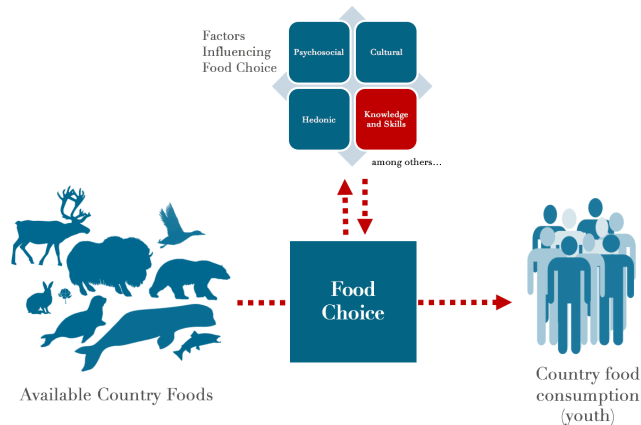 Factors
Influencing
Food Choice
Psychosocial
Cultural
Hedonic
Knowledge
and Skills
among others...
Food
Choice
Available Country Foods
Country food
consumption
(youth)